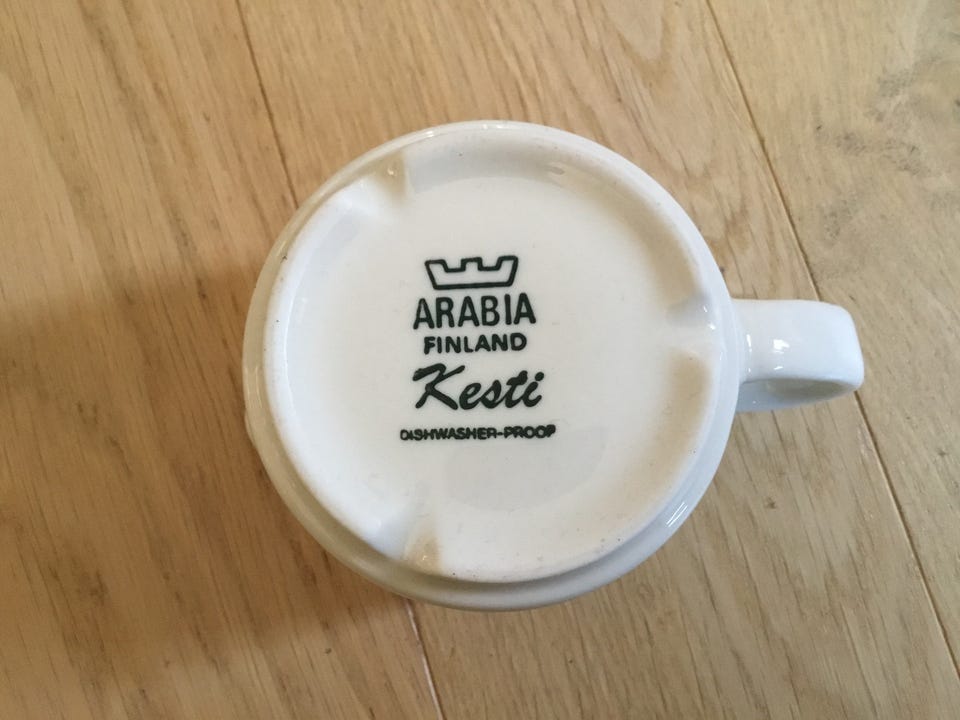 ARABIA
FINLAND
Kesti
DISHWASHER-PROOF